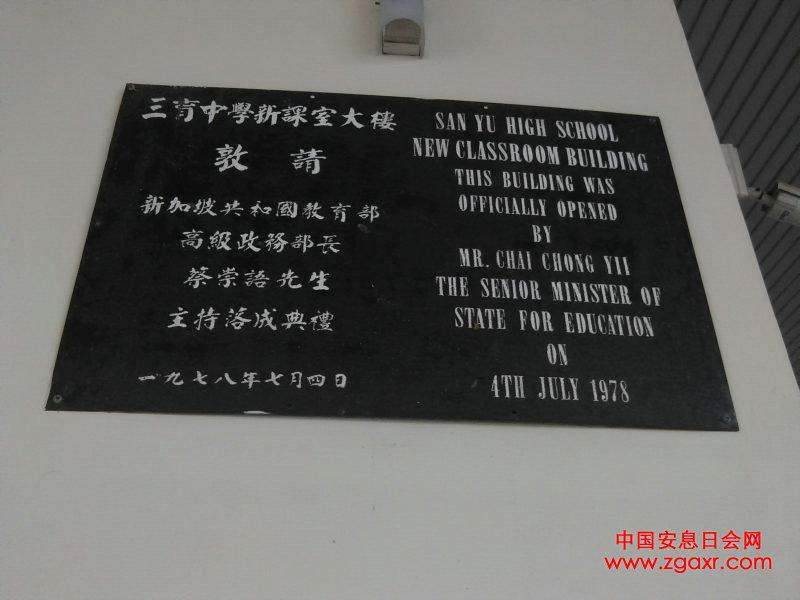 三育中學新課室大樓
敦請
新加坡共和國教育部
高級政務部長
蔡崇語先生
主持落成典禮
一九七八年七月四日
SAN YU HIGH SCHOOL
NEW CLASSROOM BUILDING
THIS BUILDING WAS
OFFICIALLY OPENED
BY
MR. CHAI CHONG YII
THE SENIOR MINISTER OF
STATE FOR EDUCATION
ON
4TH JULY 1978
中国安息日会网
www.zgaxr.com